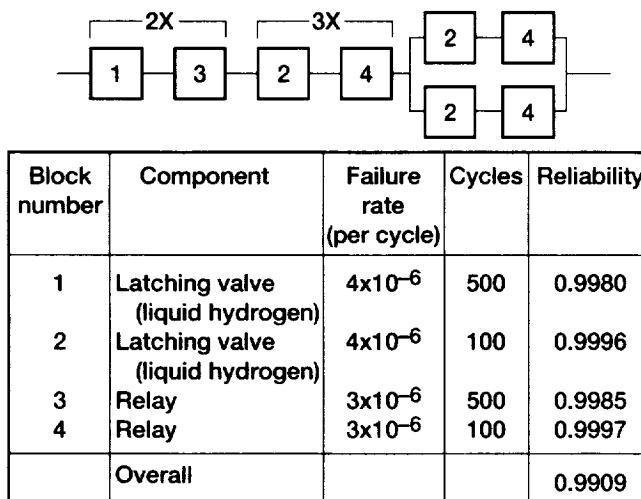 2X 3X
2 4
1 3 2 4
2 4
Block number Component Failure rate (per cycle) Cycles Reliability
1 Latching valve (liquid hydrogen) 4x10–6 500 0.9980
2 Latching valve (liquid hydrogen) 4x10–6 100 0.9996
3 Relay 3x10–6 500 0.9985
4 Relay 3x10–6 100 0.9997
Overall 0.9909